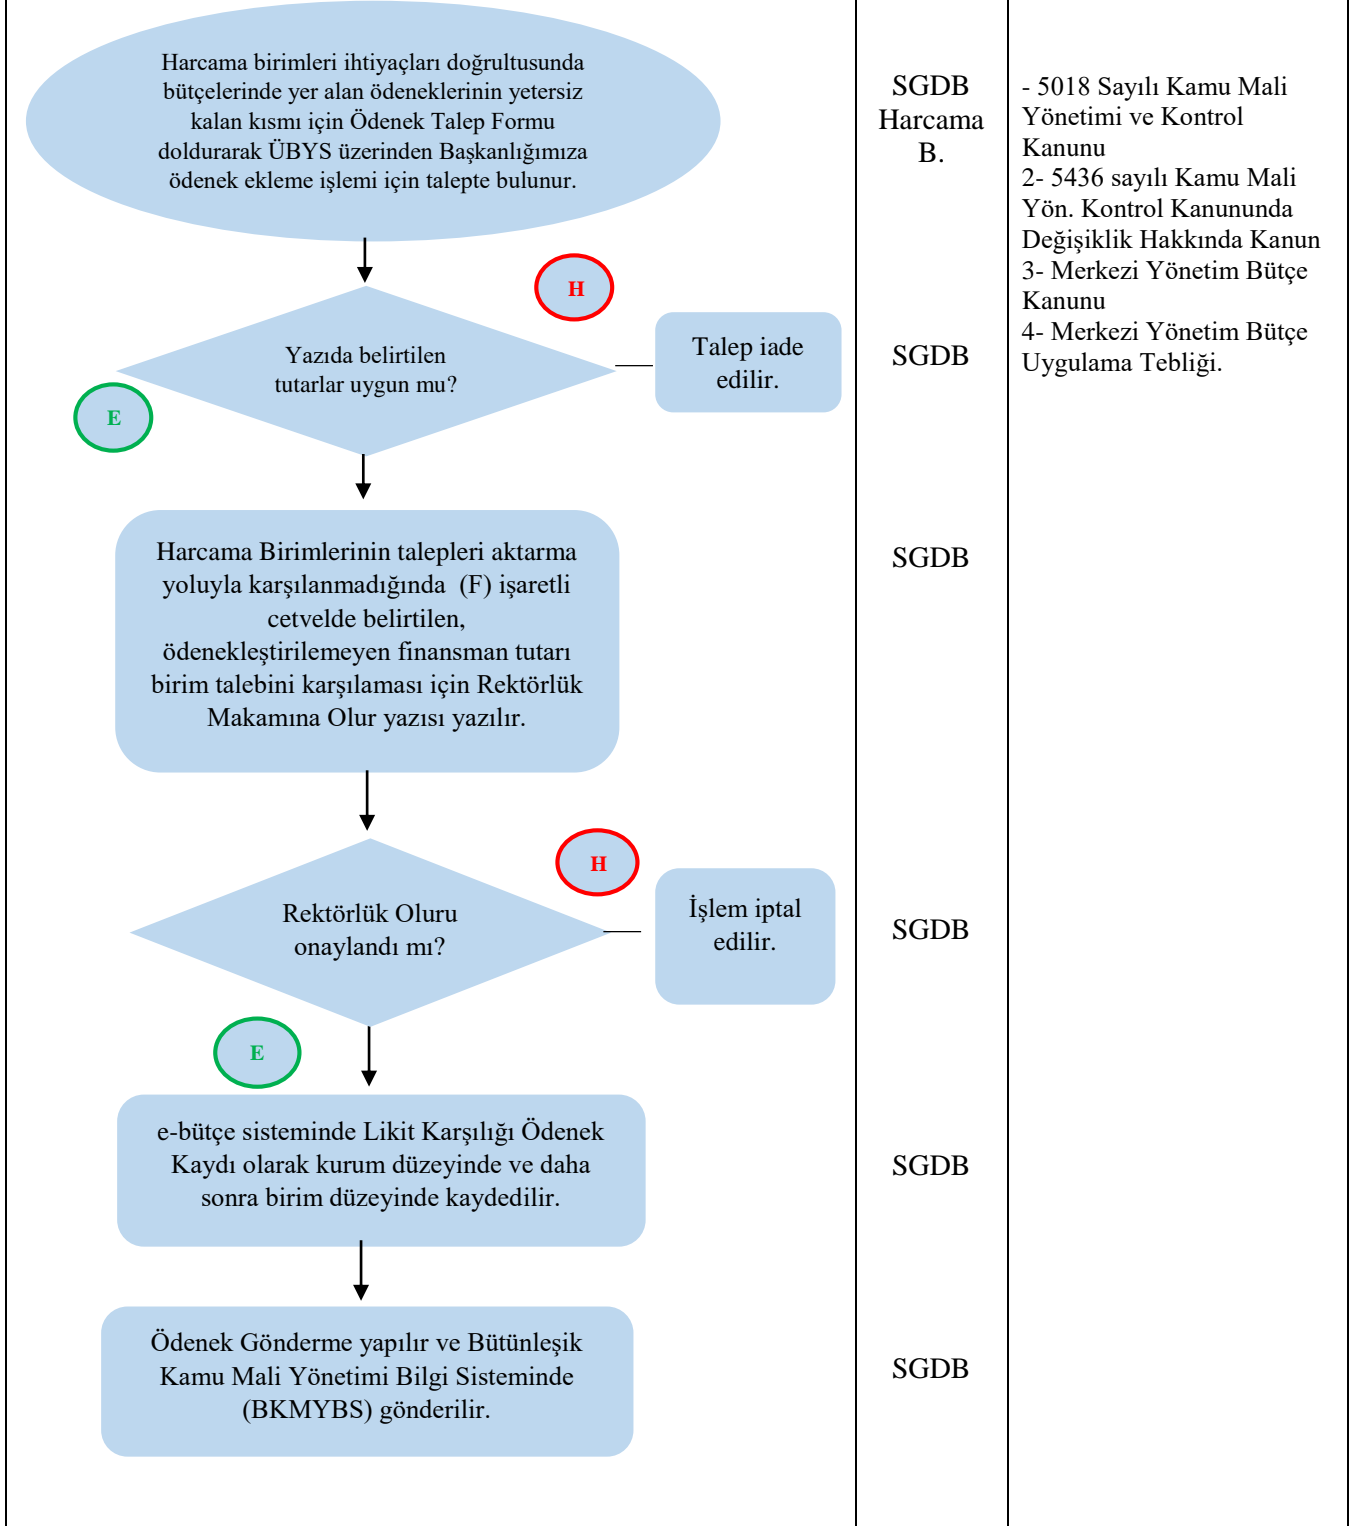 Harcama birimleri ihtiyaçları doğrultusunda
bütçelerinde yer alan ödeneklerinin yetersiz
kalan kısmı için Ödenek Talep Formu
doldurarak ÜBYS üzerinden Başkanlığımıza
ödenek ekleme işlemi için talepte bulunur.
SGDB
Harcama
B.
- 5018 Sayılı Kamu Mali
Yönetimi ve Kontrol
Kanunu
2- 5436 sayılı Kamu Mali
Yön. Kontrol Kanununda
Değişiklik Hakkında Kanun
3- Merkezi Yönetim Bütçe
Kanunu
4- Merkezi Yönetim Bütçe
Uygulama Tebliği.
H
Yazıda belirtilen
tutarlar uygun mu?
Talep iade
edilir.
SGDB
E
Harcama Birimlerinin talepleri aktarma
yoluyla karşılanmadığında  (F) işaretli
cetvelde belirtilen,
ödenekleştirilemeyen finansman tutarı
birim talebini karşılaması için Rektörlük
Makamına Olur yazısı yazılır.
SGDB
H
Rektörlük Oluru
onaylandı mı?
İşlem iptal
edilir.
SGDB
E
e-bütçe sisteminde Likit Karşılığı Ödenek
Kaydı olarak kurum düzeyinde ve daha
sonra birim düzeyinde kaydedilir.
SGDB
Ödenek Gönderme yapılır ve Bütünleşik
Kamu Mali Yönetimi Bilgi Sisteminde
(BKMYBS) gönderilir.
SGDB